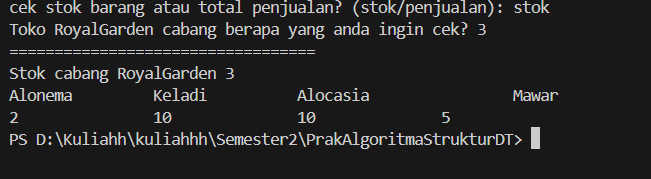 cek stok barang atau total penjualan? (stok/penjualan): stok
Toko RoyalGarden cabang berapa yang anda ingin cek? 3
==================================
Stok cabang RoyalGarden 3
Alonema Keladi Alocasia Mawar
2 10 10 5
PS D:\Kuliahh\kuliahhh\Semester2\PrakAlgoritmaStrukturDT>